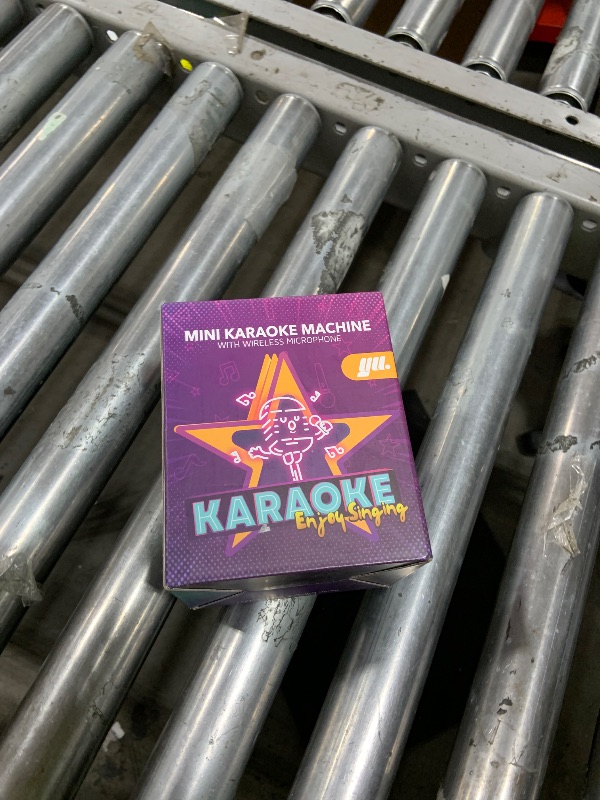 MINI KARAOKE MACHINE
WITH WIRELESS MICROPHONE
yu.
KARAOKE
Enjoy Singing